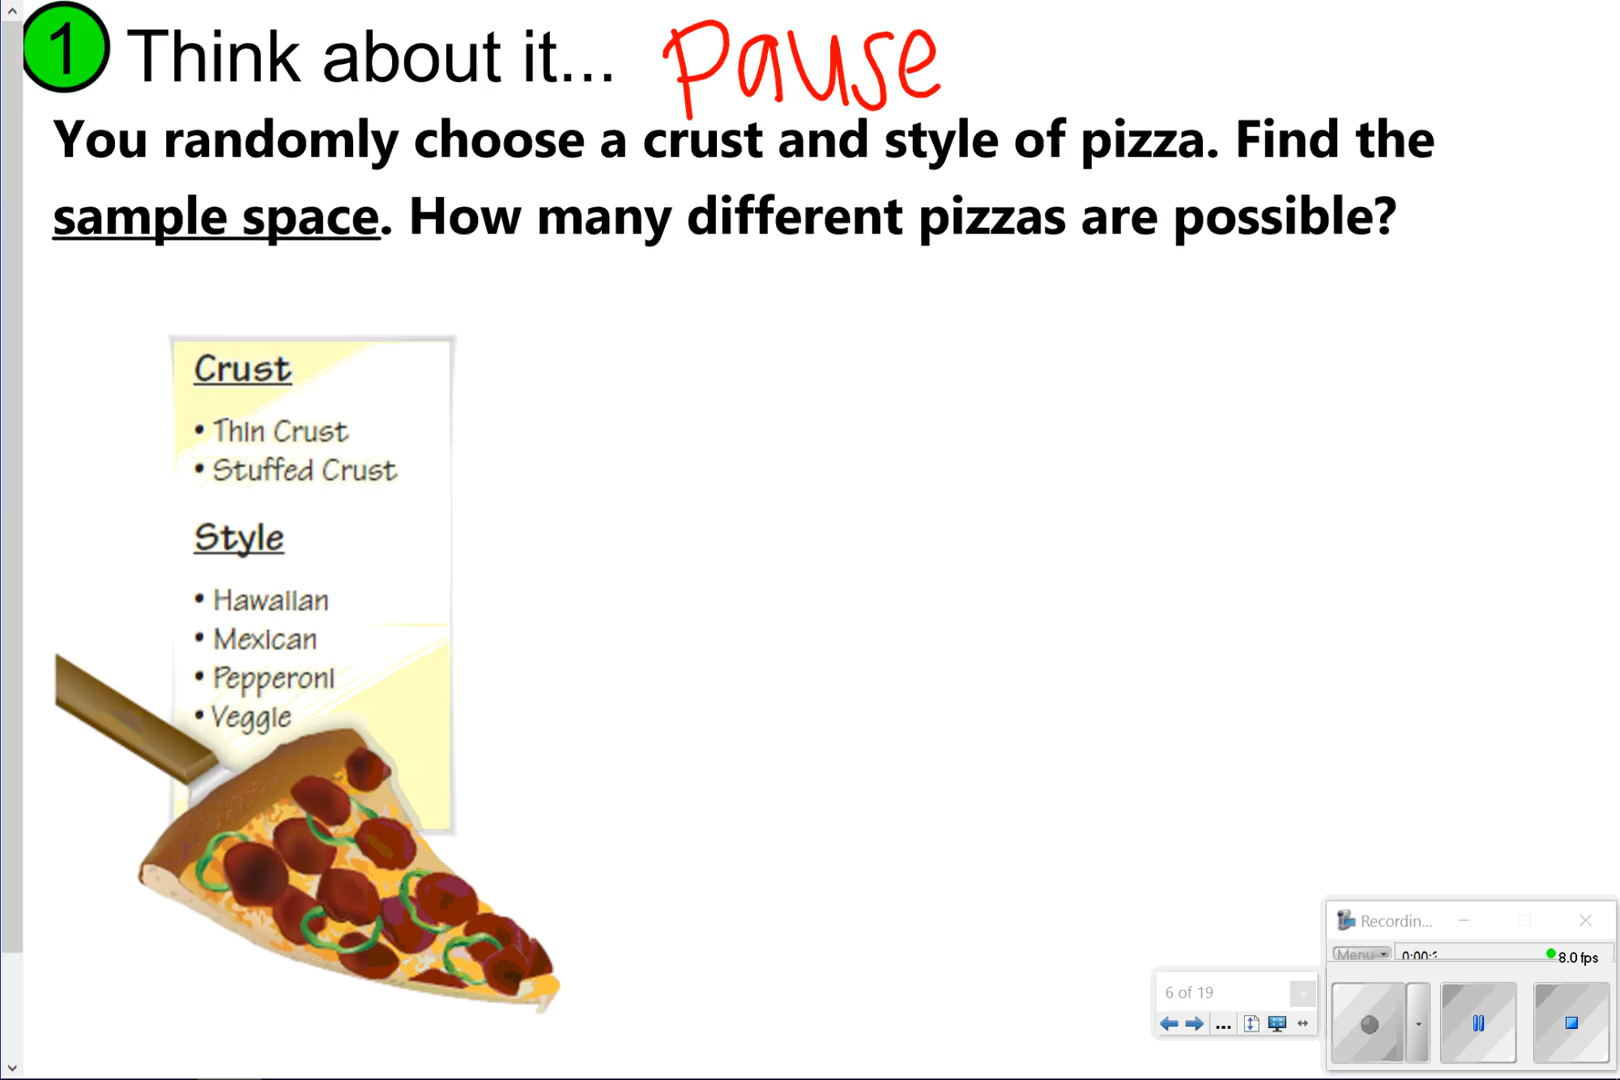 1 Think about it... Pause
You randomly choose a crust and style of pizza. Find the
sample space. How many different pizzas are possible?
Crust
• Thin Crust
• Stuffed Crust
Style
• Hawaiian
• Mexican
• Pepperoni
• Veggie
Recordin...
Menu
8.0 fps
6 of 19
...